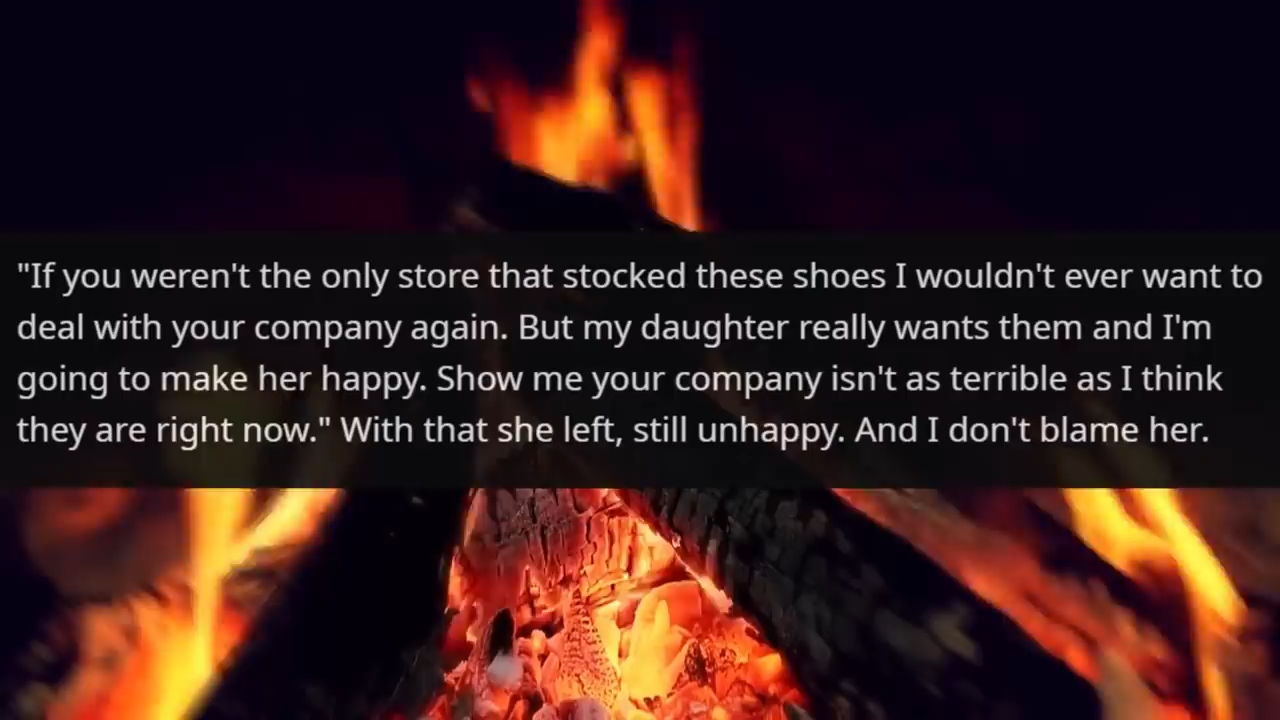 "If you weren't the only store that stocked these shoes I wouldn't ever want to
deal with your company again. But my daughter really wants them and I'm
going to make her happy. Show me your company isn't as terrible as I think
they are right now." With that she left, still unhappy. And I don't blame her.